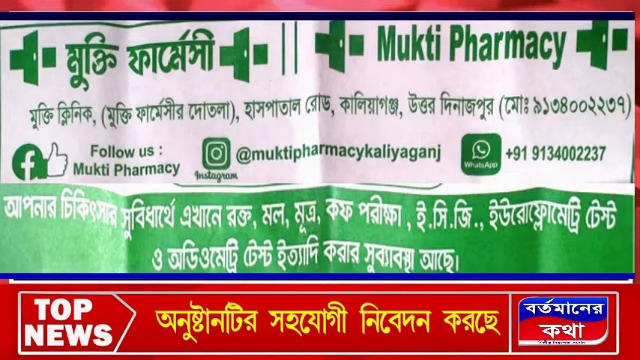 মুক্তি ফার্মেসী || Mukti Pharmacy
মুক্তি ক্লিনিক, (মুক্তি ফার্মেসীর দোতলা), হাসপাতাল রোড, কালিয়াগঞ্জ, উত্তর দিনাজপুর (মোঃ ৯১৩৪০০২২৩৭)
Follow us :
Mukti Pharmacy
Instagram
@muktipharmacykaliyaganj
WhatsApp
+91 9134002237
আপনার চিকিৎসার সুবিধার্থে এখানে রক্ত, মল, মূত্র, কফ পরীক্ষা , ই.সি.জি., ইউরোফ্লোমেট্রি টেস্ট
ও অডিওমেট্রি টেস্ট ইত্যাদি করার সুব্যাবস্থা আছে।
TOP
NEWS
অনুষ্টানটির সহযোগী নিবেদন করছে
বর্তমানের
কথা